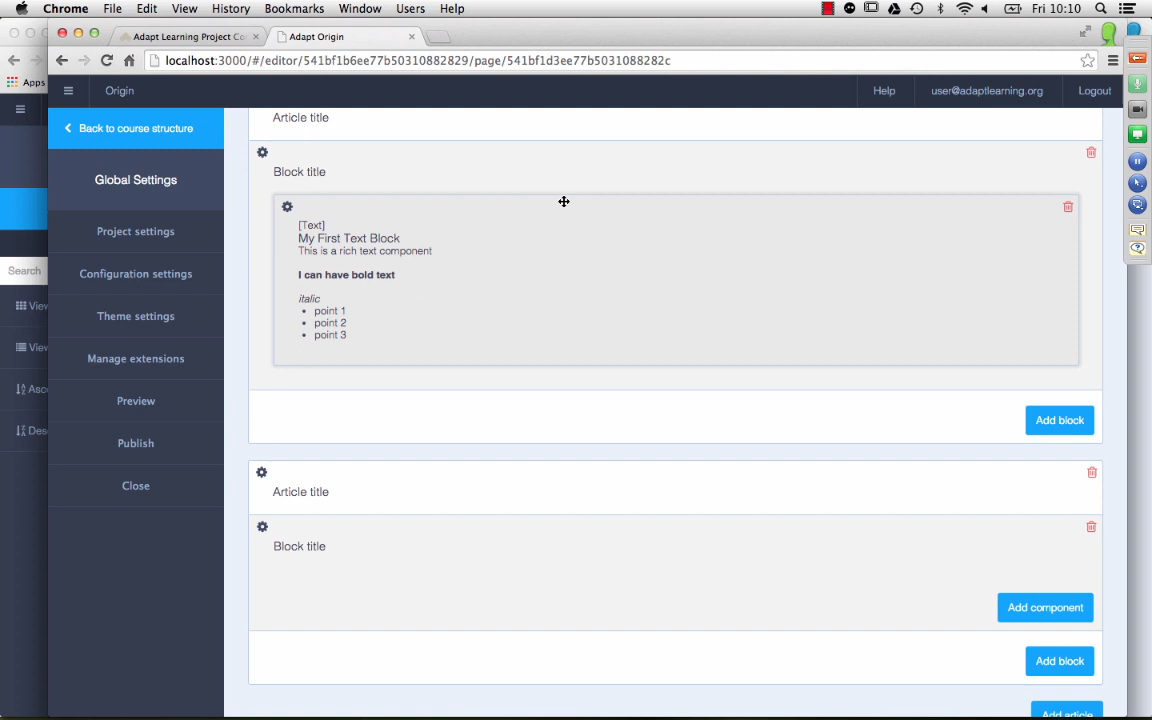 Chrome File Edit View History Bookmarks Window Users Help Fri 10:10
Adapt Learning Project Co Adapt Origin
localhost:3000/#/editor/541bf1b6ee77b50310882829/page/541bf1d3ee77b5031088282c
Apps
Origin Help user@adaptlearning.org Logout
Article title
Back to course structure
Block title
Global Settings
[Text]
My First Text Block
This is a rich text component
I can have bold text
italic
• point 1
• point 2
• point 3
Project settings
Search
Configuration settings
View
Theme settings
View
Manage extensions
Asc
Preview
Add block
Des
Publish
Close
Article title
Block title
Add component
Add block
Add article